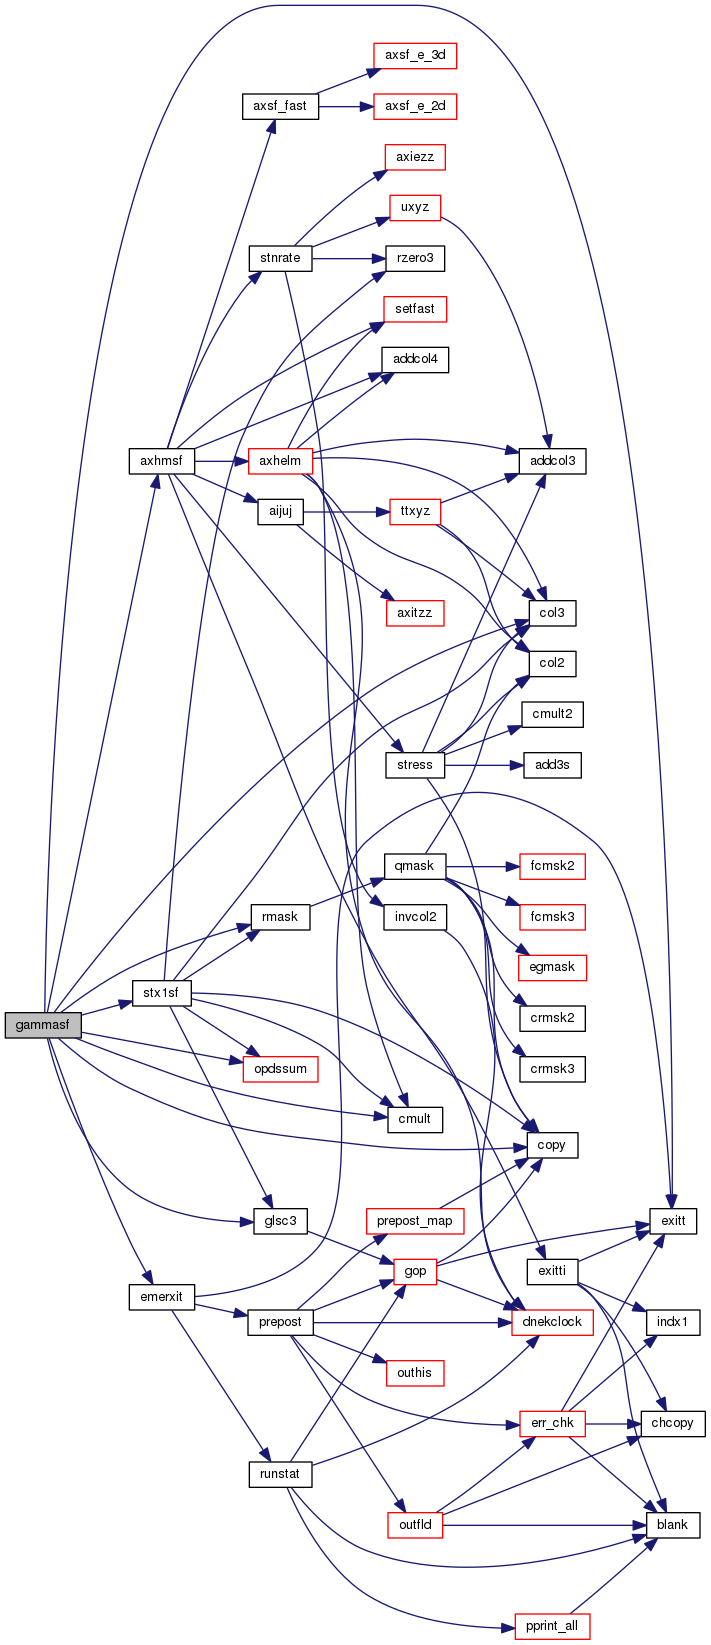 axsf_e_3d
axsf_fast
axsf_e_2d
axiezz
uxyz
stnrate
rzero3
setfast
addcol4
axhmsf
axhelm
addcol3
aijuj
ttxyz
axitzz
col3
col2
cmult2
stress
add3s
qmask
fcmsk2
rmask
invcol2
fcmsk3
egmask
stx1sf
gammasf
crmsk2
opdssum
crmsk3
cmult
copy
glsc3
prepost_map
exitt
gop
exitti
emerxit
prepost
dnekclock
indx1
outhis
err_chk
chcopy
runstat
outfld
blank
pprint_all